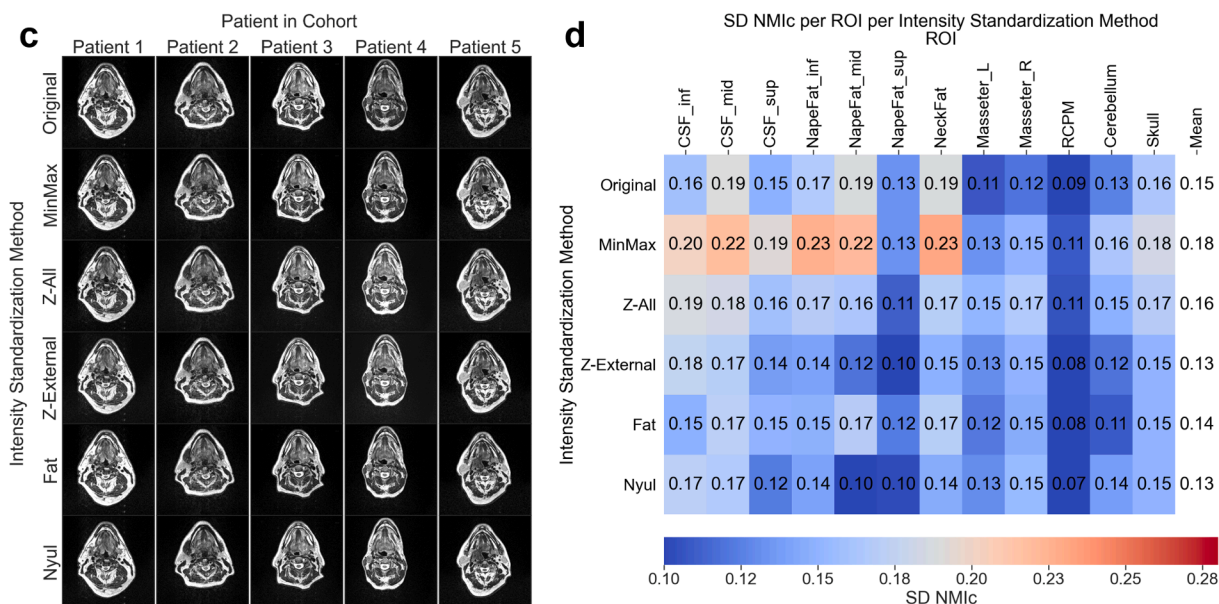 c
Patient in Cohort
Patient 1 Patient 2 Patient 3 Patient 4 Patient 5
Intensity Standardization Method
Original
MinMax
Z-All
Z-External
Fat
Nyul
d
SD NMIc per ROI per Intensity Standardization Method
ROI
CSF_inf CSF_mid CSF_sup NapeFat_inf NapeFat_mid NapeFat_sup NeckFat Masseter_L Masseter_R RCPM Cerebellum Skull Mean
Intensity Standardization Method
Original 0.16 0.19 0.15 0.17 0.19 0.13 0.19 0.11 0.12 0.09 0.13 0.16 0.15
MinMax 0.20 0.22 0.19 0.23 0.22 0.13 0.23 0.13 0.15 0.11 0.16 0.18 0.18
Z-All 0.19 0.18 0.16 0.17 0.16 0.11 0.17 0.15 0.17 0.11 0.15 0.17 0.16
Z-External 0.18 0.17 0.14 0.14 0.12 0.10 0.15 0.13 0.15 0.08 0.12 0.15 0.13
Fat 0.15 0.17 0.15 0.15 0.17 0.12 0.17 0.12 0.15 0.08 0.11 0.15 0.14
Nyul 0.17 0.17 0.12 0.14 0.10 0.10 0.14 0.13 0.15 0.07 0.14 0.15 0.13
0.10 0.12 0.15 0.17 0.20 0.23 0.25 0.28
SD NMIc